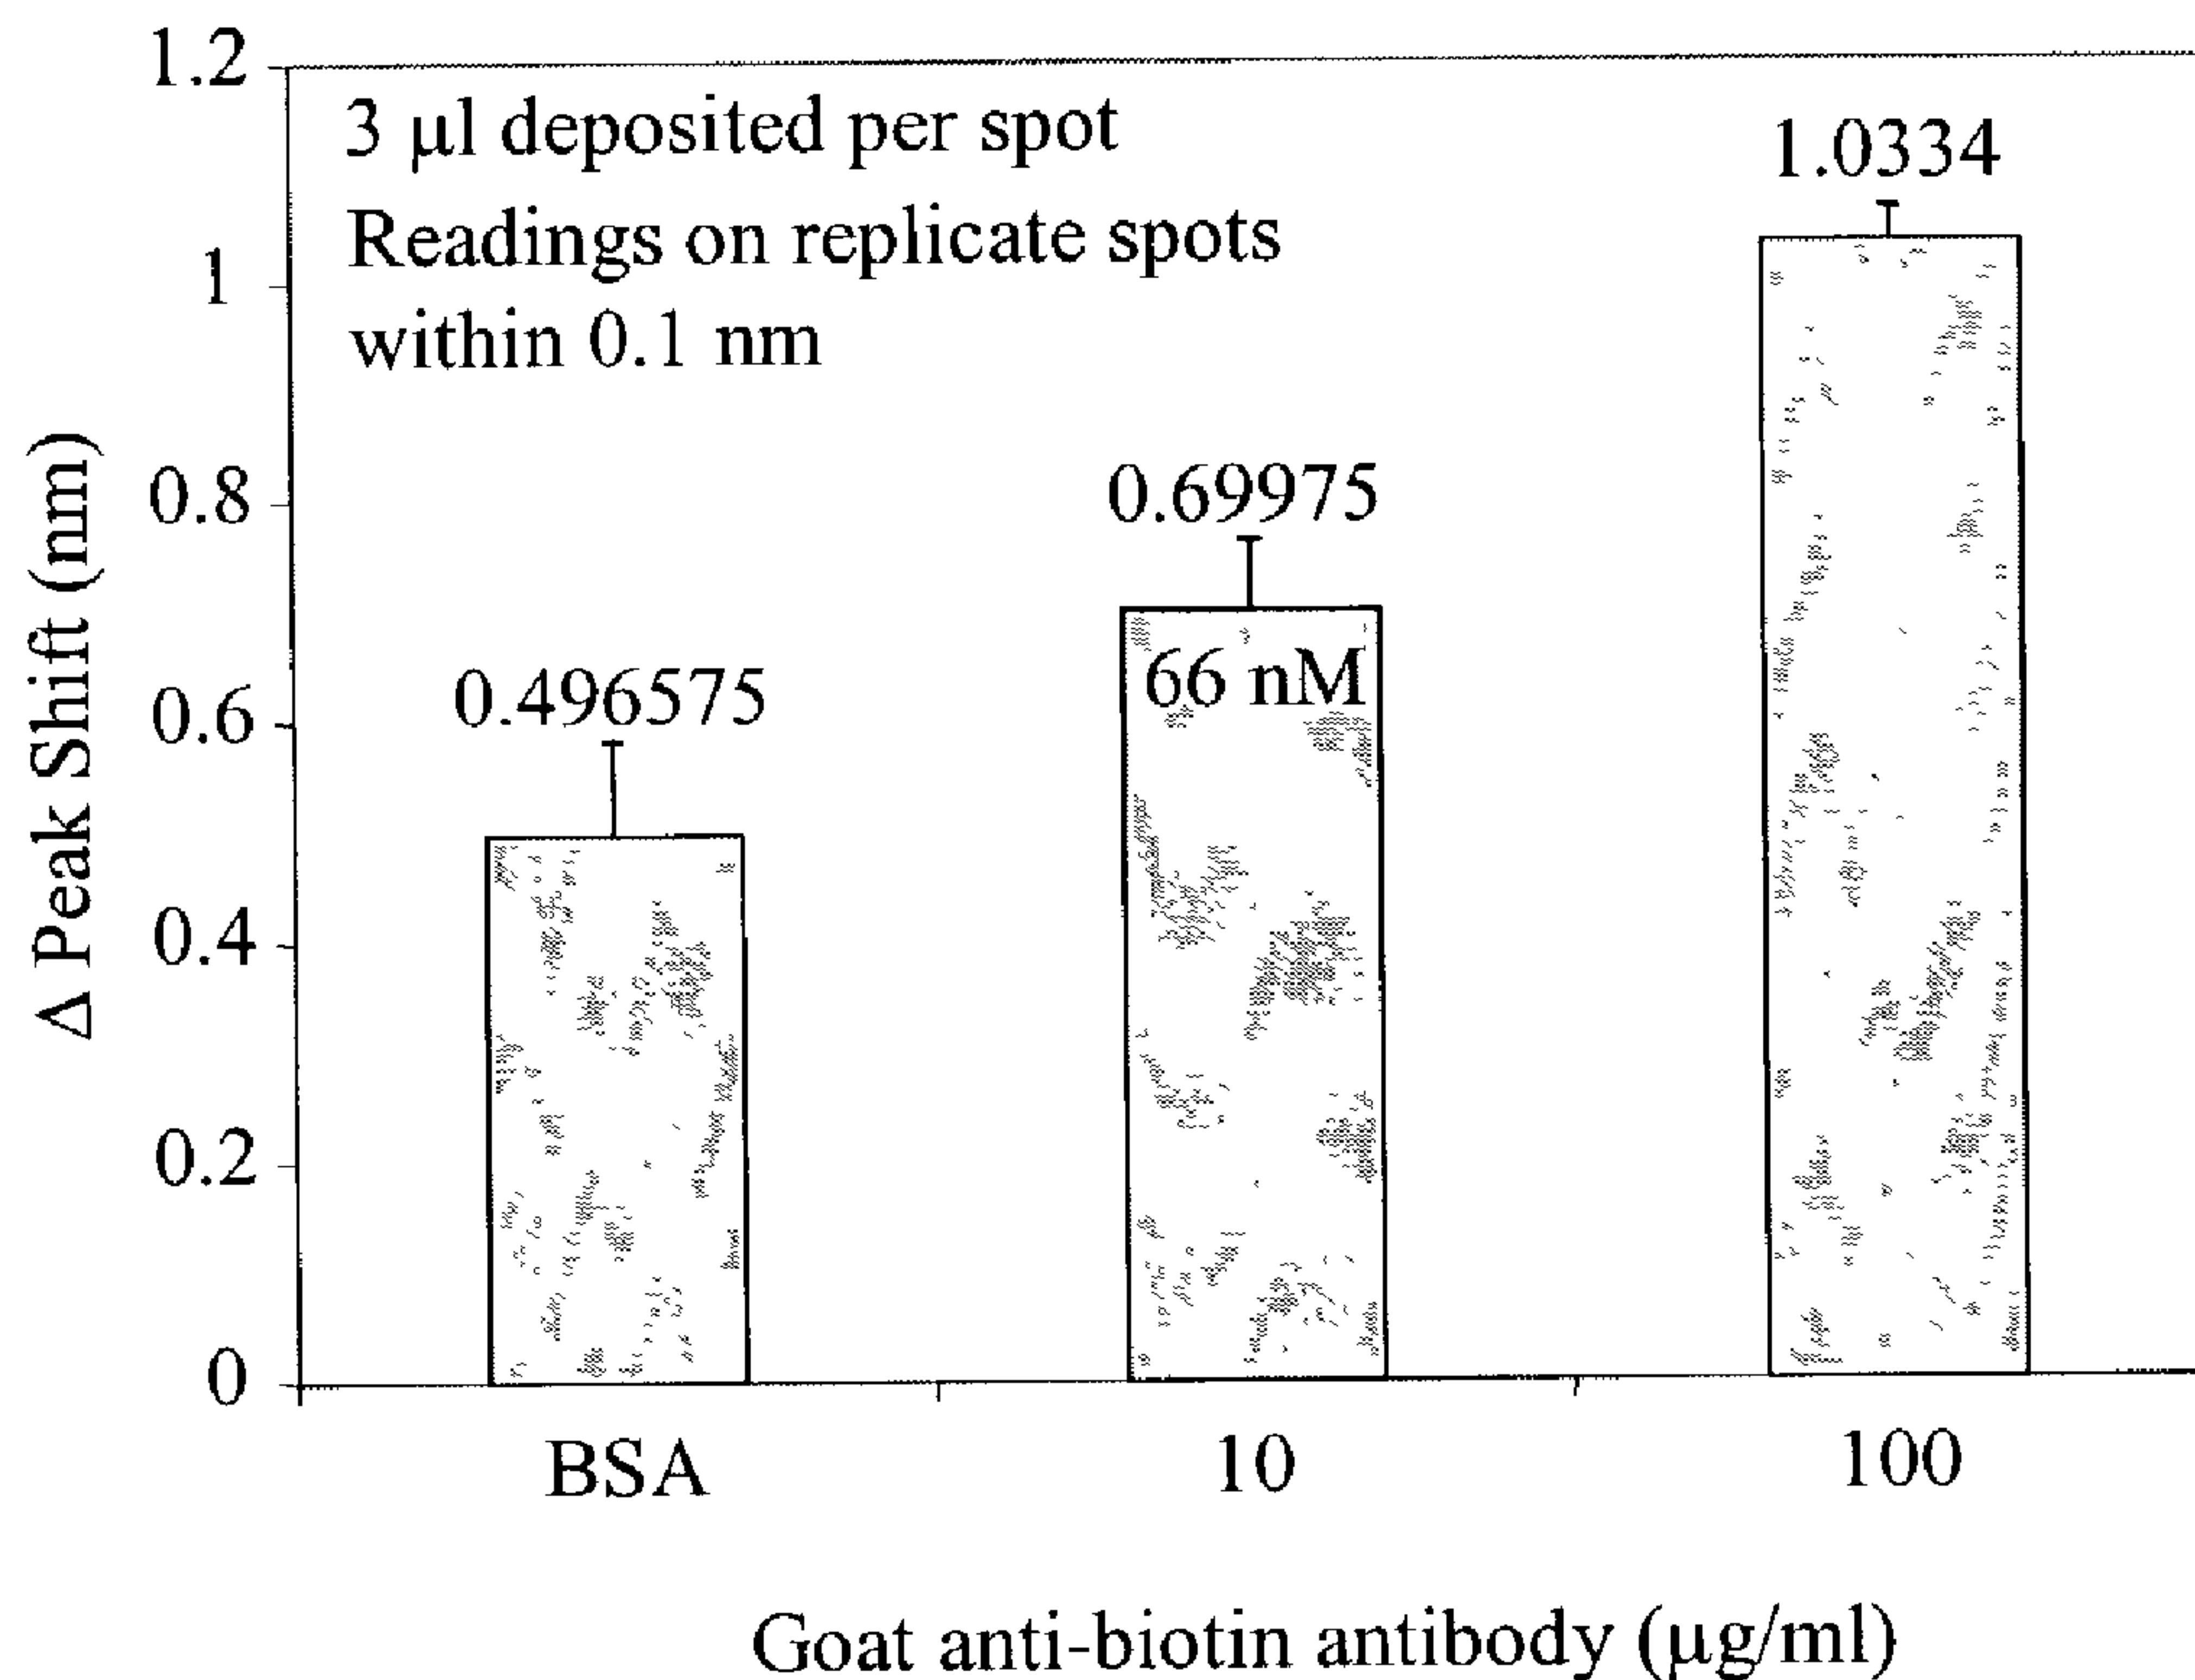 1.2
3 µl deposited per spot
Readings on replicate spots
within 0.1 nm
1.0334
1
0.8
0.69975
66 nM
0.6
0.496575
0.4
0.2
0
Δ Peak Shift (nm)
BSA 10 100
Goat anti-biotin antibody (µg/ml)